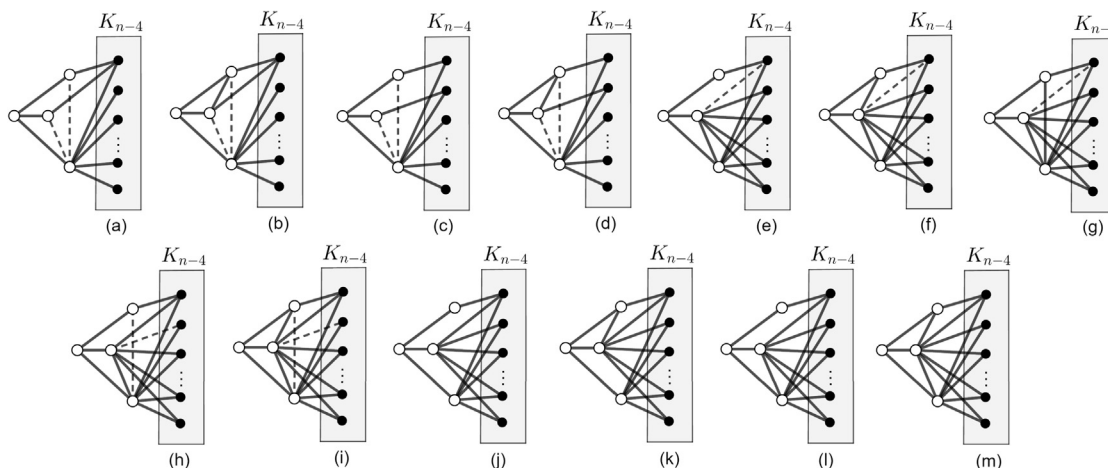 K_{n-4} K_{n-4} K_{n-4} K_{n-4} K_{n-4} K_{n-4} K_{n-
(a) (b) (c) (d) (e) (f) (g)
K_{n-4} K_{n-4} K_{n-4} K_{n-4} K_{n-4} K_{n-4}
(h) (i) (j) (k) (l) (m)